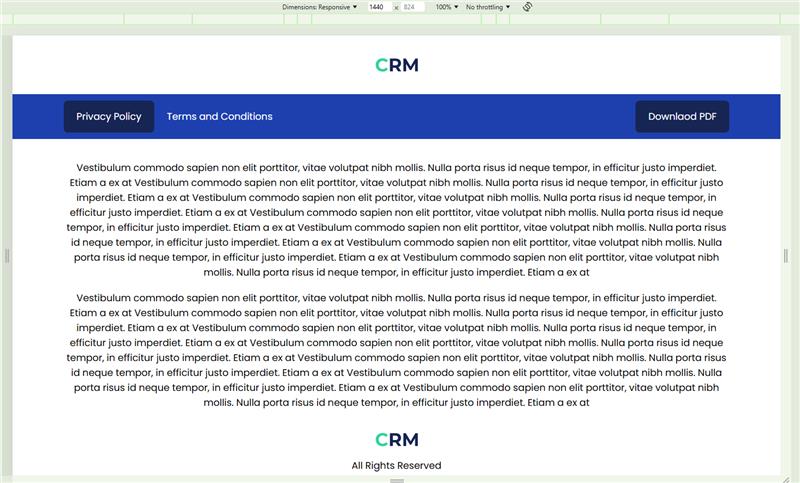 Dimensions: Responsive 1440 x 824 100% No throttling
CRM
Privacy Policy Terms and Conditions Downlaod PDF
Vestibulum commodo sapien non elit porttitor, vitae volutpat nibh mollis. Nulla porta risus id neque tempor, in efficitur justo imperdiet.
Etiam a ex at Vestibulum commodo sapien non elit porttitor, vitae volutpat nibh mollis. Nulla porta risus id neque tempor, in efficitur justo
imperdiet. Etiam a ex at Vestibulum commodo sapien non elit porttitor, vitae volutpat nibh mollis. Nulla porta risus id neque tempor, in
efficitur justo imperdiet. Etiam a ex at Vestibulum commodo sapien non elit porttitor, vitae volutpat nibh mollis. Nulla porta risus id neque
tempor, in efficitur justo imperdiet. Etiam a ex at Vestibulum commodo sapien non elit porttitor, vitae volutpat nibh mollis. Nulla porta risus
id neque tempor, in efficitur justo imperdiet. Etiam a ex at Vestibulum commodo sapien non elit porttitor, vitae volutpat nibh mollis. Nulla
porta risus id neque tempor, in efficitur justo imperdiet. Etiam a ex at Vestibulum commodo sapien non elit porttitor, vitae volutpat nibh
mollis. Nulla porta risus id neque tempor, in efficitur justo imperdiet. Etiam a ex at
Vestibulum commodo sapien non elit porttitor, vitae volutpat nibh mollis. Nulla porta risus id neque tempor, in efficitur justo imperdiet.
Etiam a ex at Vestibulum commodo sapien non elit porttitor, vitae volutpat nibh mollis. Nulla porta risus id neque tempor, in efficitur justo
imperdiet. Etiam a ex at Vestibulum commodo sapien non elit porttitor, vitae volutpat nibh mollis. Nulla porta risus id neque tempor, in
efficitur justo imperdiet. Etiam a ex at Vestibulum commodo sapien non elit porttitor, vitae volutpat nibh mollis. Nulla porta risus id neque
tempor, in efficitur justo imperdiet. Etiam a ex at Vestibulum commodo sapien non elit porttitor, vitae volutpat nibh mollis. Nulla porta risus
id neque tempor, in efficitur justo imperdiet. Etiam a ex at Vestibulum commodo sapien non elit porttitor, vitae volutpat nibh mollis. Nulla
porta risus id neque tempor, in efficitur justo imperdiet. Etiam a ex at Vestibulum commodo sapien non elit porttitor, vitae volutpat nibh
mollis. Nulla porta risus id neque tempor, in efficitur justo imperdiet. Etiam a ex at
CRM
All Rights Reserved